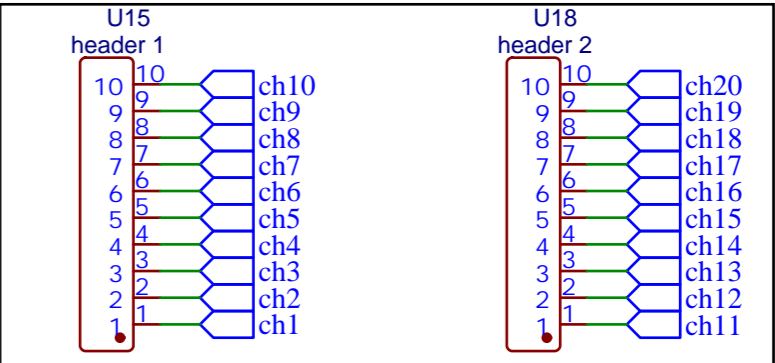 U15
header 1
10 10 ch10
9 9 ch9
8 8 ch8
7 7 ch7
6 6 ch6
5 5 ch5
4 4 ch4
3 3 ch3
2 2 ch2
1 1 ch1
U18
header 2
10 10 ch20
9 9 ch19
8 8 ch18
7 7 ch17
6 6 ch16
5 5 ch15
4 4 ch14
3 3 ch13
2 2 ch12
1 1 ch11